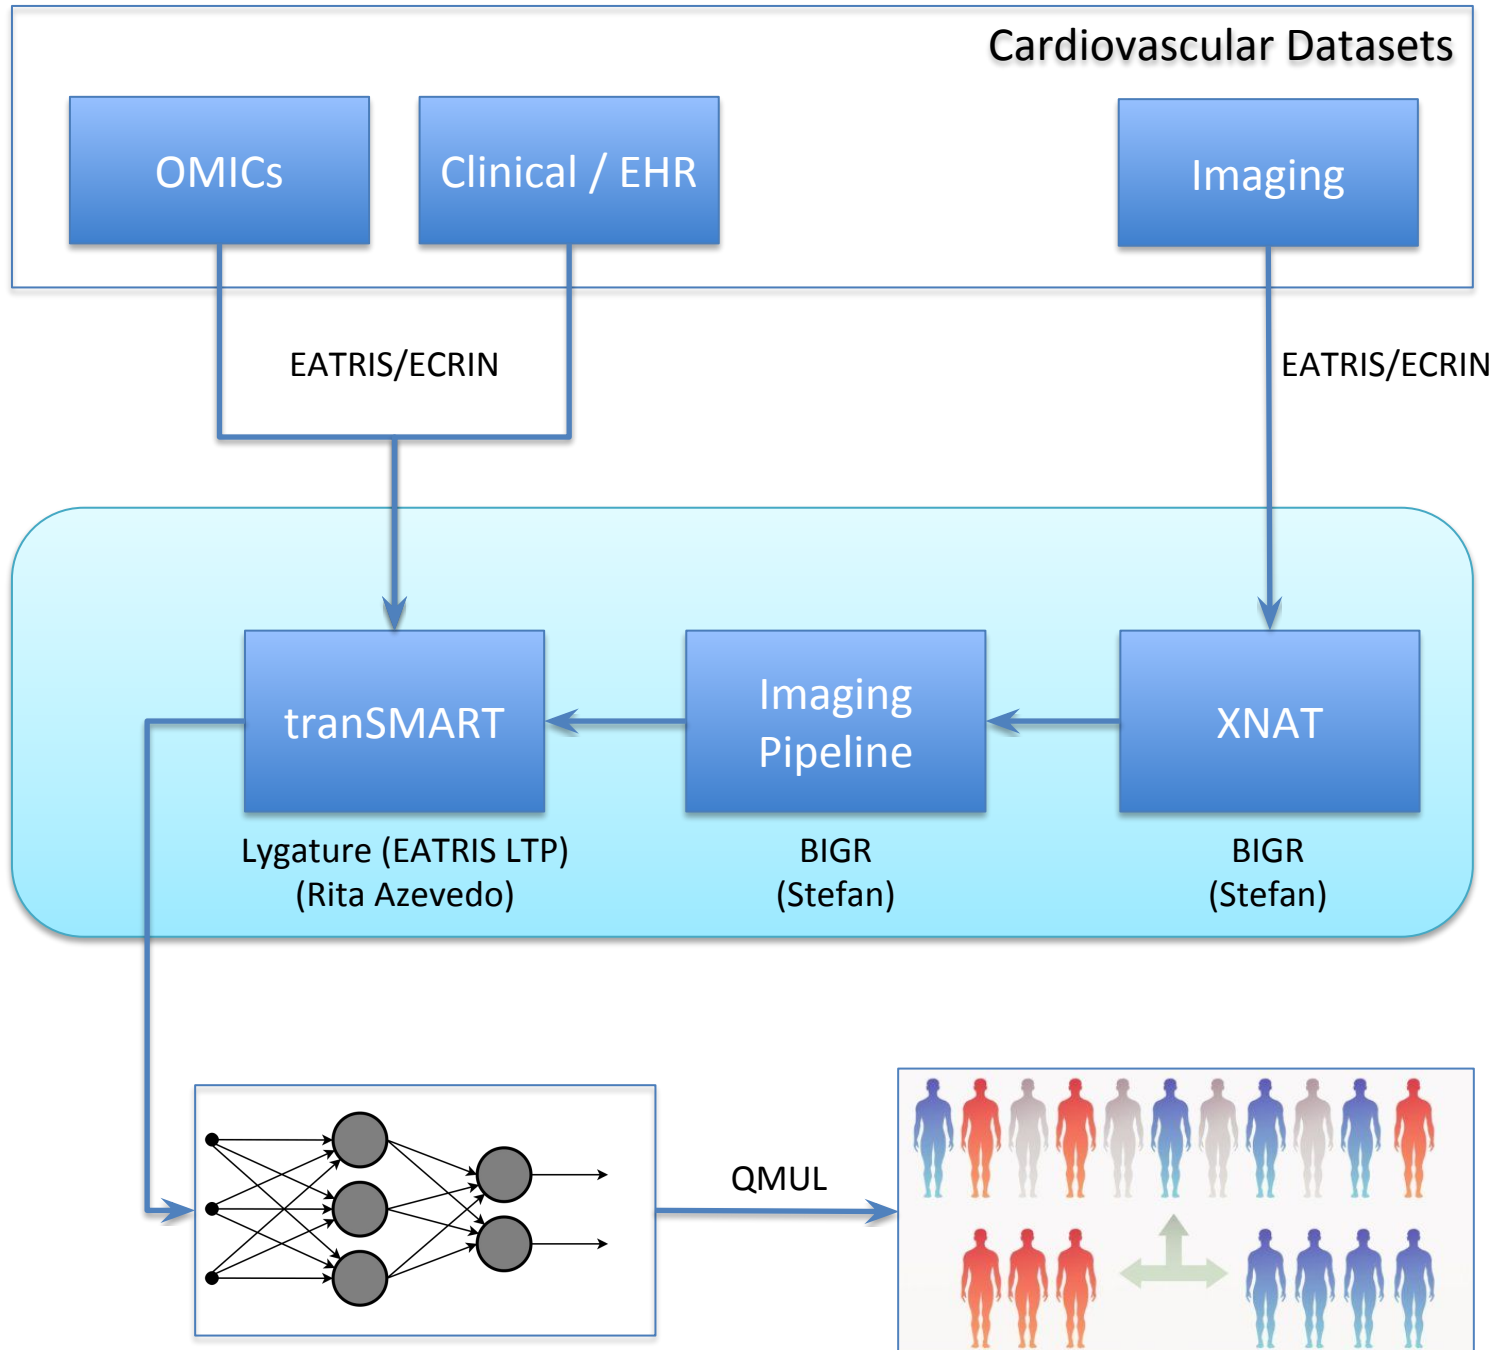 Cardiovascular Datasets
OMICs
Clinical / EHR
Imaging
EATRIS/ECRIN
EATRIS/ECRIN
tranSMART
Imaging
Pipeline
XNAT
Lygature (EATRIS LTP)
(Rita Azevedo)
BIGR
(Stefan)
BIGR
(Stefan)
QMUL